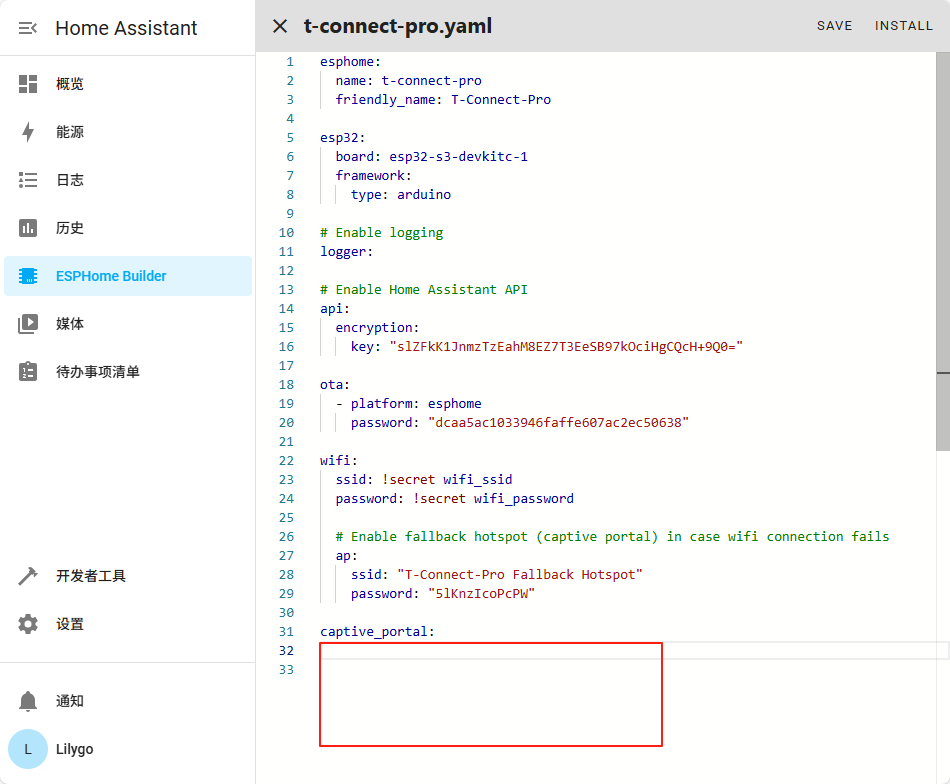 Home Assistant
概览
能源
日志
历史
ESPHome Builder
媒体
待办事项清单
开发者工具
设置
通知
L
Lilygo
t-connect-pro.yaml
SAVE
INSTALL
1 esphome:
2 name: t-connect-pro
3 friendly_name: T-Connect-Pro
4
5 esp32:
6 board: esp32-s3-devkitc-1
7 framework:
8 type: arduino
9
10 # Enable logging
11 logger:
12
13 # Enable Home Assistant API
14 api:
15 encryption:
16 key: "slZFkK1JnmzTzEahM8EZ7T3EeSB97kOciHgCQcH+9Q0="
17
18 ota:
19 - platform: esphome
20 password: "dcaa5ac1033946faffe607ac2ec50638"
21
22 wifi:
23 ssid: !secret wifi_ssid
24 password: !secret wifi_password
25
26 # Enable fallback hotspot (captive portal) in case wifi connection fails
27 ap:
28 ssid: "T-Connect-Pro Fallback Hotspot"
29 password: "5lKnzIcoPcPW"
30
31 captive_portal:
32
33